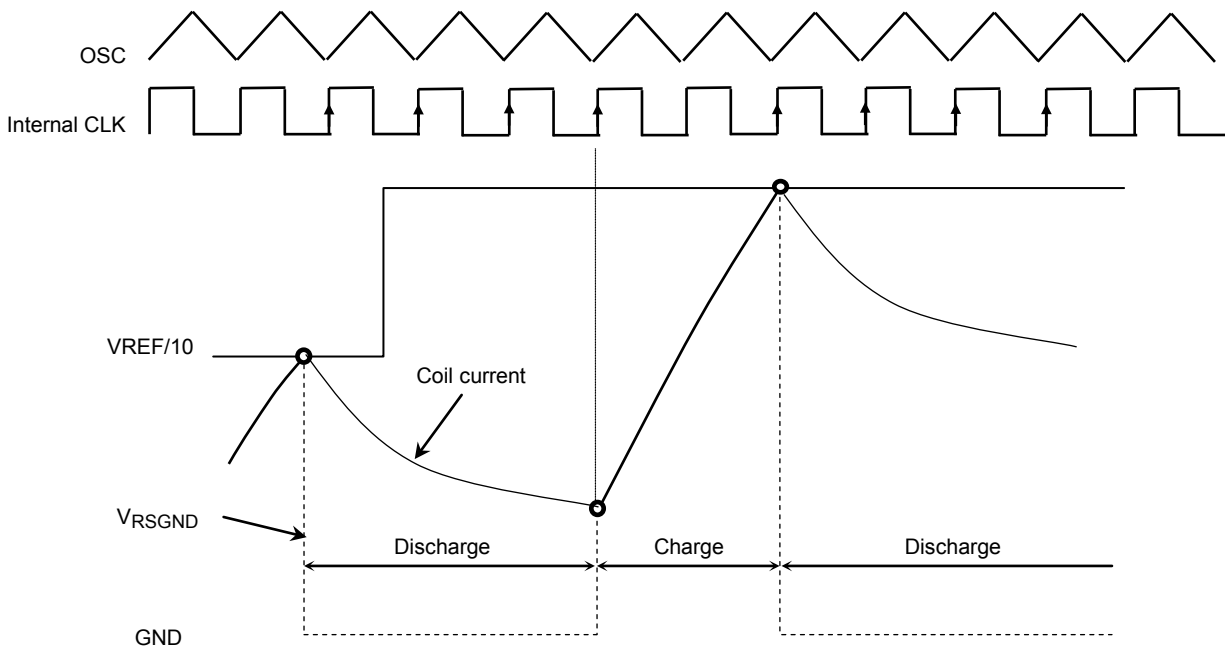 OSC
Internal CLK
VREF/10
Coil current
VRSGND
Discharge
Charge
Discharge
GND